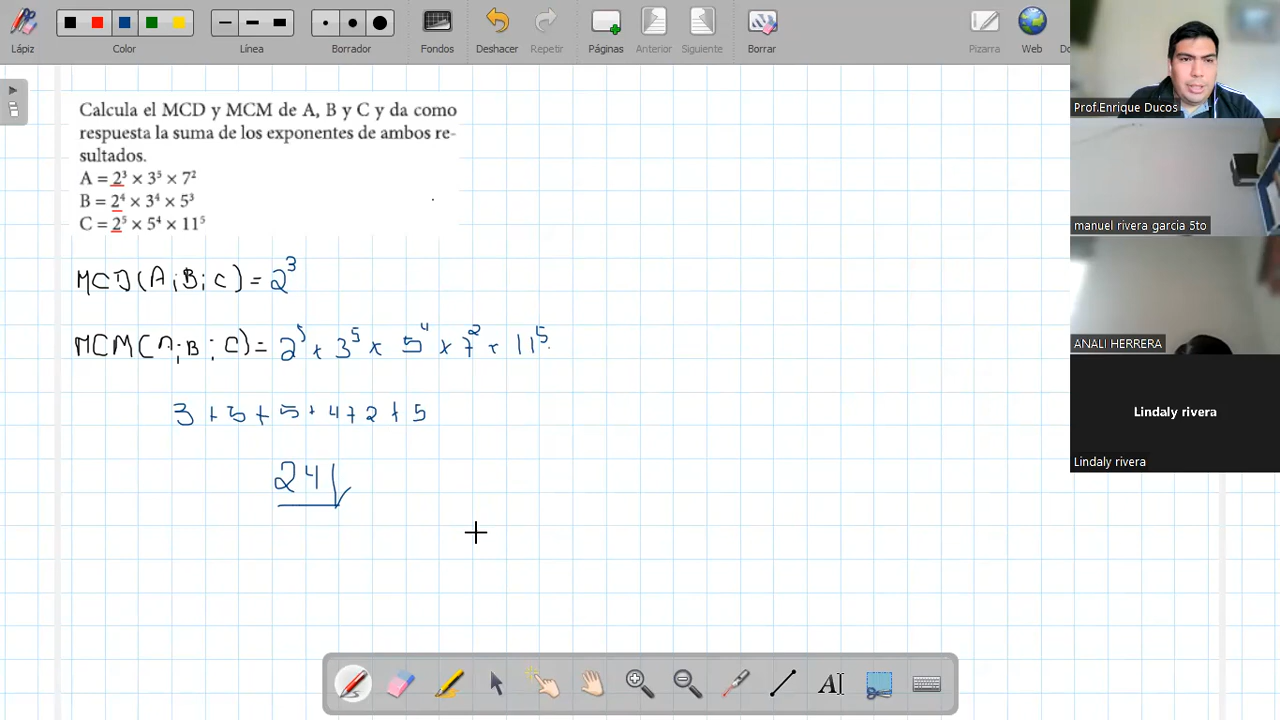 Lápiz
Color
Línea
Borrador
Fondos
Deshacer
Repetir
Páginas
Anterior
Siguiente
Borrar
Pizarra
Web
Calcula el MCD y MCM de A, B y C y da como
respuesta la suma de los exponentes de ambos re-
sultados.
A = 2³ × 3⁵ × 7²
B = 2⁴ × 3⁴ × 5³
C = 2⁵ × 5⁴ × 11⁵
MCD(A;B;C) = 2³
MCM(A;B;C) = 2⁵ × 3⁵ × 5⁴ × 7² × 11⁵
3 + 5 + 5 + 4 + 2 + 5
24
Prof.Enrique Ducos
manuel rivera garcia 5to
ANALI HERRERA
Lindaly rivera
Lindaly rivera
AI